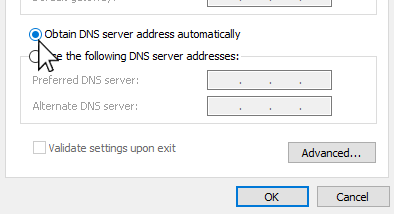 Obtain DNS server address automatically
the following DNS server addresses:
Preferred DNS server:
Alternate DNS server:
Validate settings upon exit
Advanced...
OK
Cancel